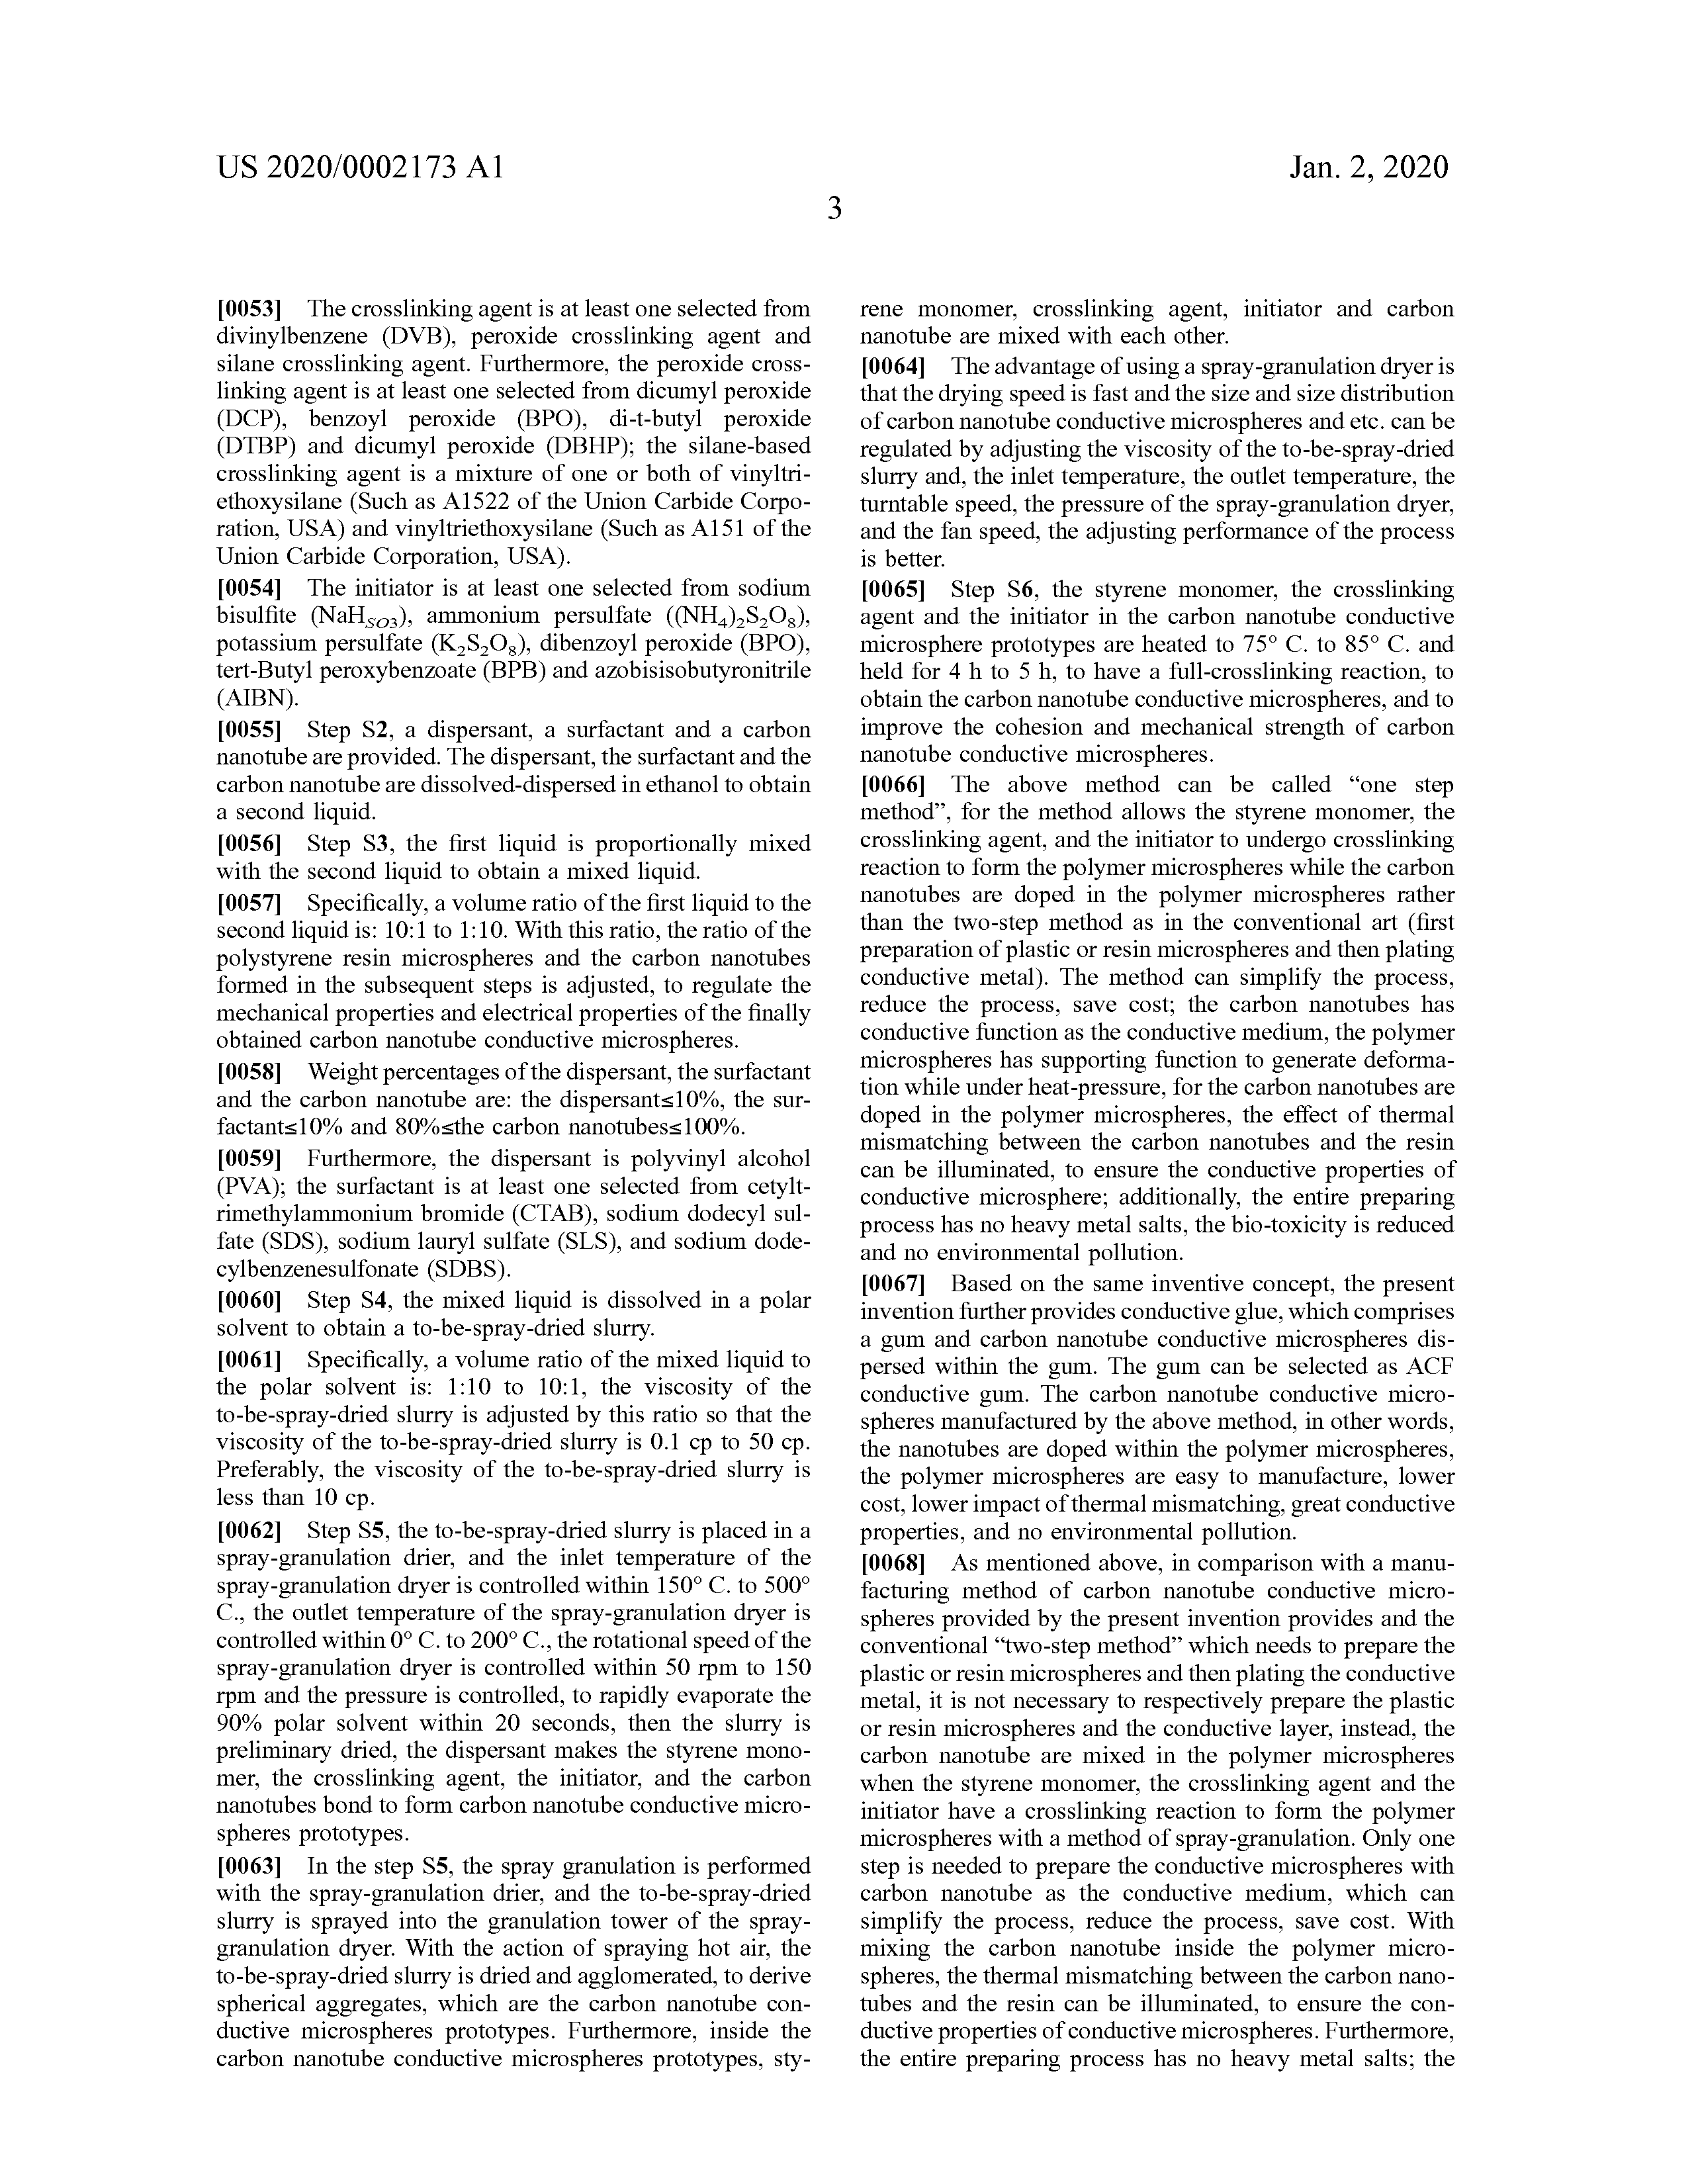 US 2020/0002173 A1
Jan. 2, 2020
3
[0053] The crosslinking agent is at least one selected from
divinylbenzene (DVB), peroxide crosslinking agent and
silane crosslinking agent. Furthermore, the peroxide cross-
linking agent is at least one selected from dicumyl peroxide
(DCP), benzoyl peroxide (BPO), di-t-butyl peroxide
(DTBP) and dicumyl peroxide (DBHP); the silane-based
crosslinking agent is a mixture of one or both of vinyltri-
ethoxysilane (Such as A1522 of the Union Carbide Corpo-
ration, USA) and vinyltriethoxysilane (Such as A151 of the
Union Carbide Corporation, USA).
[0054] The initiator is at least one selected from sodium
bisulfite (NaH_SO3), ammonium persulfate ((NH₄)₂S₂O₈),
potassium persulfate (K₂S₂O₈), dibenzoyl peroxide (BPO),
tert-Butyl peroxybenzoate (BPB) and azobisisobutyronitrile
(AIBN).
[0055] Step S2, a dispersant, a surfactant and a carbon
nanotube are provided. The dispersant, the surfactant and the
carbon nanotube are dissolved-dispersed in ethanol to obtain
a second liquid.
[0056] Step S3, the first liquid is proportionally mixed
with the second liquid to obtain a mixed liquid.
[0057] Specifically, a volume ratio of the first liquid to the
second liquid is: 10:1 to 1:10. With this ratio, the ratio of the
polystyrene resin microspheres and the carbon nanotubes
formed in the subsequent steps is adjusted, to regulate the
mechanical properties and electrical properties of the finally
obtained carbon nanotube conductive microspheres.
[0058] Weight percentages of the dispersant, the surfactant
and the carbon nanotube are: the dispersant≤10%, the sur-
factant≤10% and 80%≤the carbon nanotubes≤100%.
[0059] Furthermore, the dispersant is polyvinyl alcohol
(PVA); the surfactant is at least one selected from cetylt-
rimethylammonium bromide (CTAB), sodium dodecyl sul-
fate (SDS), sodium lauryl sulfate (SLS), and sodium dode-
cylbenzenesulfonate (SDBS).
[0060] Step S4, the mixed liquid is dissolved in a polar
solvent to obtain a to-be-spray-dried slurry.
[0061] Specifically, a volume ratio of the mixed liquid to
the polar solvent is: 1:10 to 10:1, the viscosity of the
to-be-spray-dried slurry is adjusted by this ratio so that the
viscosity of the to-be-spray-dried slurry is 0.1 cp to 50 cp.
Preferably, the viscosity of the to-be-spray-dried slurry is
less than 10 cp.
[0062] Step S5, the to-be-spray-dried slurry is placed in a
spray-granulation drier, and the inlet temperature of the
spray-granulation dryer is controlled within 150° C. to 500°
C., the outlet temperature of the spray-granulation dryer is
controlled within 0° C. to 200° C., the rotational speed of the
spray-granulation dryer is controlled within 50 rpm to 150
rpm and the pressure is controlled, to rapidly evaporate the
90% polar solvent within 20 seconds, then the slurry is
preliminary dried, the dispersant makes the styrene mono-
mer, the crosslinking agent, the initiator, and the carbon
nanotubes bond to form carbon nanotube conductive micro-
spheres prototypes.
[0063] In the step S5, the spray granulation is performed
with the spray-granulation drier, and the to-be-spray-dried
slurry is sprayed into the granulation tower of the spray-
granulation dryer. With the action of spraying hot air, the
to-be-spray-dried slurry is dried and agglomerated, to derive
spherical aggregates, which are the carbon nanotube con-
ductive microspheres prototypes. Furthermore, inside the
carbon nanotube conductive microspheres prototypes, sty-
rene monomer, crosslinking agent, initiator and carbon
nanotube are mixed with each other.
[0064] The advantage of using a spray-granulation dryer is
that the drying speed is fast and the size and size distribution
of carbon nanotube conductive microspheres and etc. can be
regulated by adjusting the viscosity of the to-be-spray-dried
slurry and, the inlet temperature, the outlet temperature, the
turntable speed, the pressure of the spray-granulation dryer,
and the fan speed, the adjusting performance of the process
is better.
[0065] Step S6, the styrene monomer, the crosslinking
agent and the initiator in the carbon nanotube conductive
microsphere prototypes are heated to 75° C. to 85° C. and
held for 4 h to 5 h, to have a full-crosslinking reaction, to
obtain the carbon nanotube conductive microspheres, and to
improve the cohesion and mechanical strength of carbon
nanotube conductive microspheres.
[0066] The above method can be called “one step
method”, for the method allows the styrene monomer, the
crosslinking agent, and the initiator to undergo crosslinking
reaction to form the polymer microspheres while the carbon
nanotubes are doped in the polymer microspheres rather
than the two-step method as in the conventional art (first
preparation of plastic or resin microspheres and then plating
conductive metal). The method can simplify the process,
reduce the process, save cost; the carbon nanotubes has
conductive function as the conductive medium, the polymer
microspheres has supporting function to generate deforma-
tion while under heat-pressure, for the carbon nanotubes are
doped in the polymer microspheres, the effect of thermal
mismatching between the carbon nanotubes and the resin
can be illuminated, to ensure the conductive properties of
conductive microsphere; additionally, the entire preparing
process has no heavy metal salts, the bio-toxicity is reduced
and no environmental pollution.
[0067] Based on the same inventive concept, the present
invention further provides conductive glue, which comprises
a gum and carbon nanotube conductive microspheres dis-
persed within the gum. The gum can be selected as ACF
conductive gum. The carbon nanotube conductive micro-
spheres manufactured by the above method, in other words,
the nanotubes are doped within the polymer microspheres,
the polymer microspheres are easy to manufacture, lower
cost, lower impact of thermal mismatching, great conductive
properties, and no environmental pollution.
[0068] As mentioned above, in comparison with a manu-
facturing method of carbon nanotube conductive micro-
spheres provided by the present invention provides and the
conventional “two-step method” which needs to prepare the
plastic or resin microspheres and then plating the conductive
metal, it is not necessary to respectively prepare the plastic
or resin microspheres and the conductive layer, instead, the
carbon nanotube are mixed in the polymer microspheres
when the styrene monomer, the crosslinking agent and the
initiator have a crosslinking reaction to form the polymer
microspheres with a method of spray-granulation. Only one
step is needed to prepare the conductive microspheres with
carbon nanotube as the conductive medium, which can
simplify the process, reduce the process, save cost. With
mixing the carbon nanotube inside the polymer micro-
spheres, the thermal mismatching between the carbon nano-
tubes and the resin can be illuminated, to ensure the con-
ductive properties of conductive microspheres. Furthermore,
the entire preparing process has no heavy metal salts; the